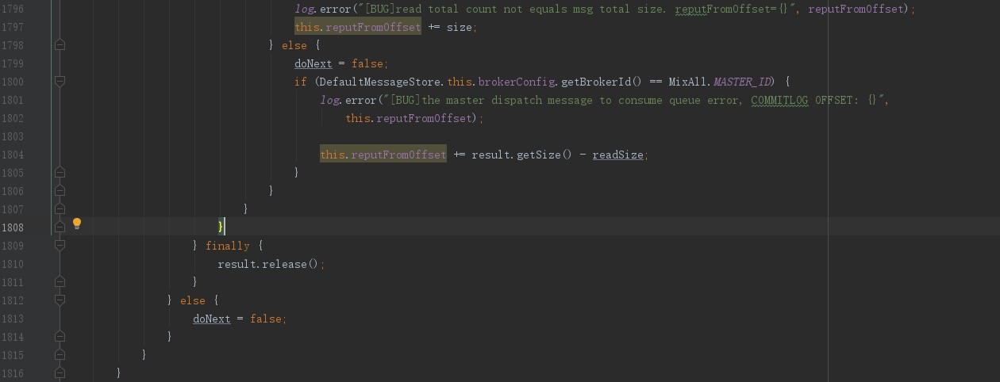 1796 log.error("[BUG]read total count not equals msg total size. reputFromOffset={}", reputFromOffset);
1797 this.reputFromOffset += size;
1798 } else {
1799 doNext = false;
1800 if (DefaultMessageStore.this.brokerConfig.getBrokerId() == MixAll.MASTER_ID) {
1801 log.error("[BUG]the master dispatch message to consume queue error, COMMITLOG OFFSET: {}",
1802 this.reputFromOffset);
1803
1804 this.reputFromOffset += result.getSize() - readSize;
1805 }
1806 }
1807 }
1808 }
1809 } finally {
1810 result.release();
1811 }
1812 } else {
1813 doNext = false;
1814 }
1815 }
1816 }